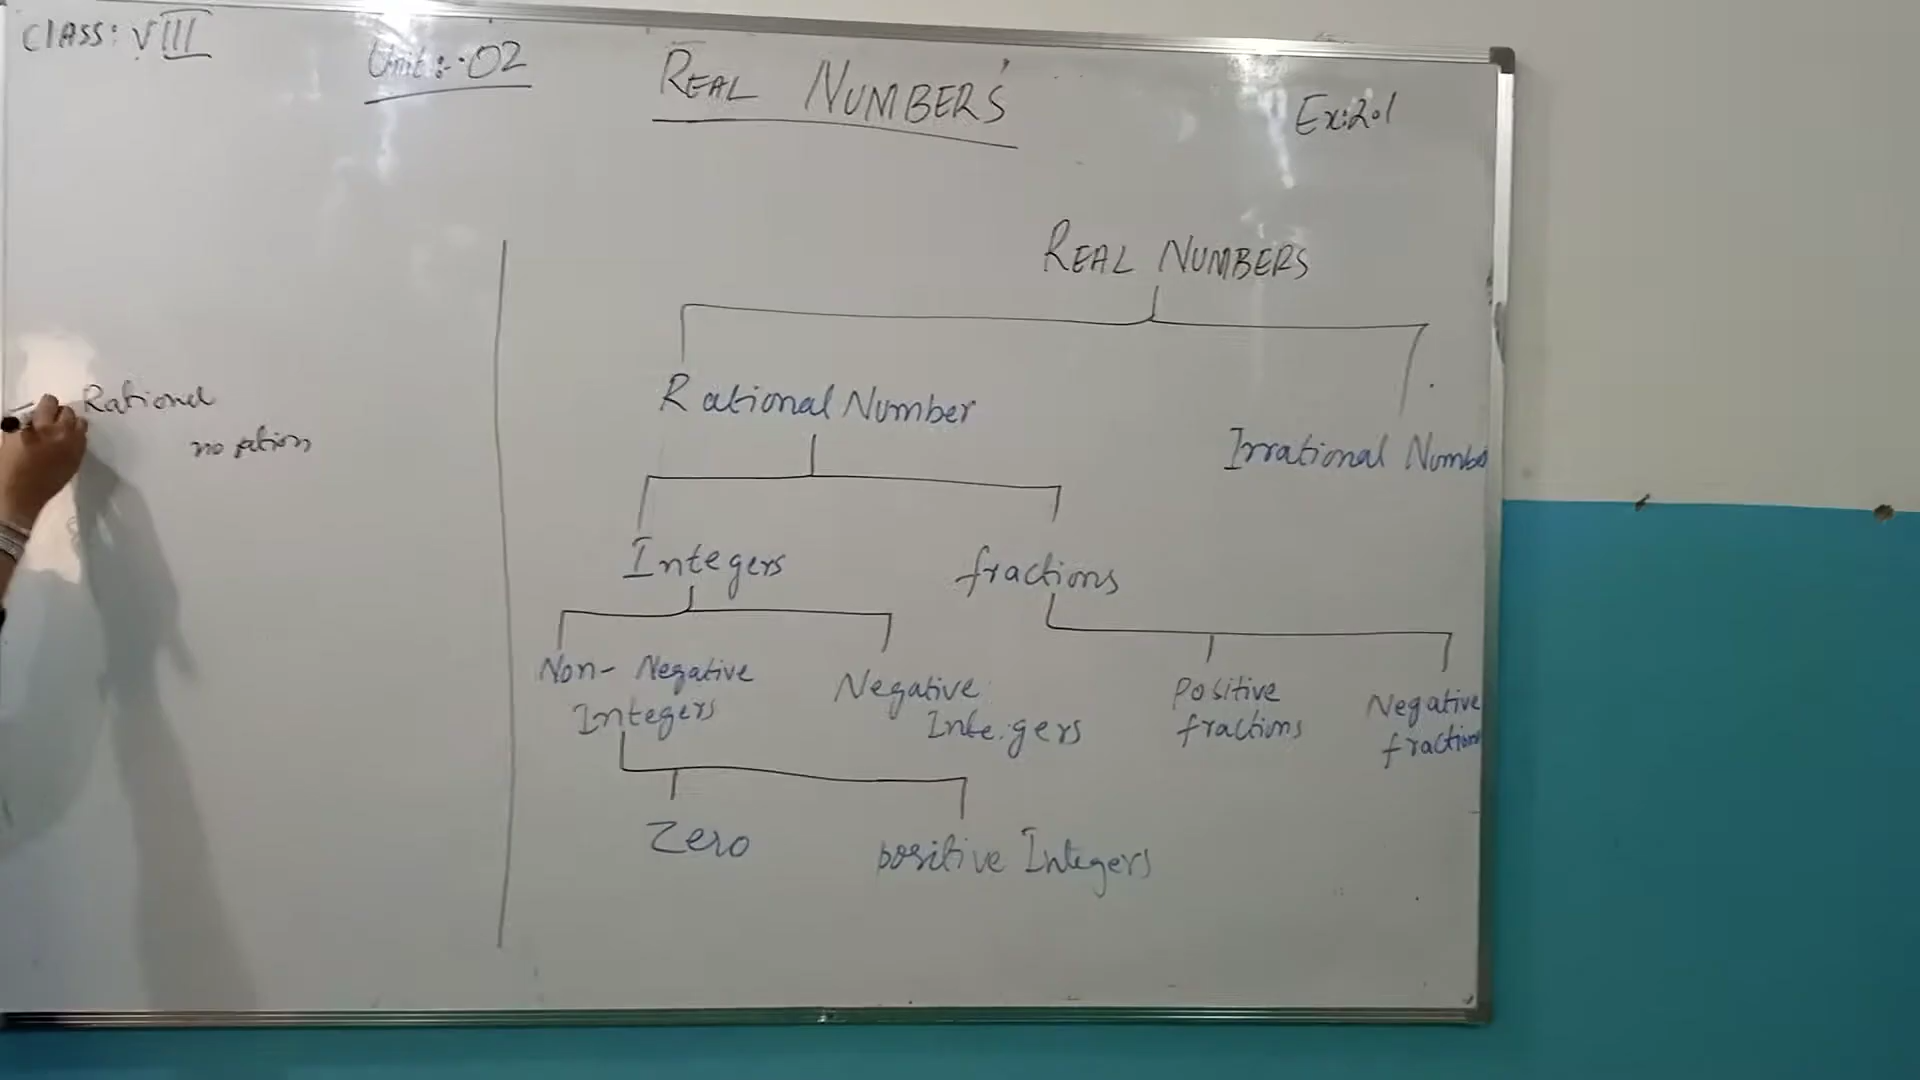 CLASS: VIII
Unit :- 02
REAL NUMBERS
Ex:2.1
REAL NUMBERS
Rational Number
Irrational Numbe
Integers
fractions
Non- Negative
Integers
Negative
Integers
Positive
fractions
Negative
fraction
Zero
positive Integers
Rational